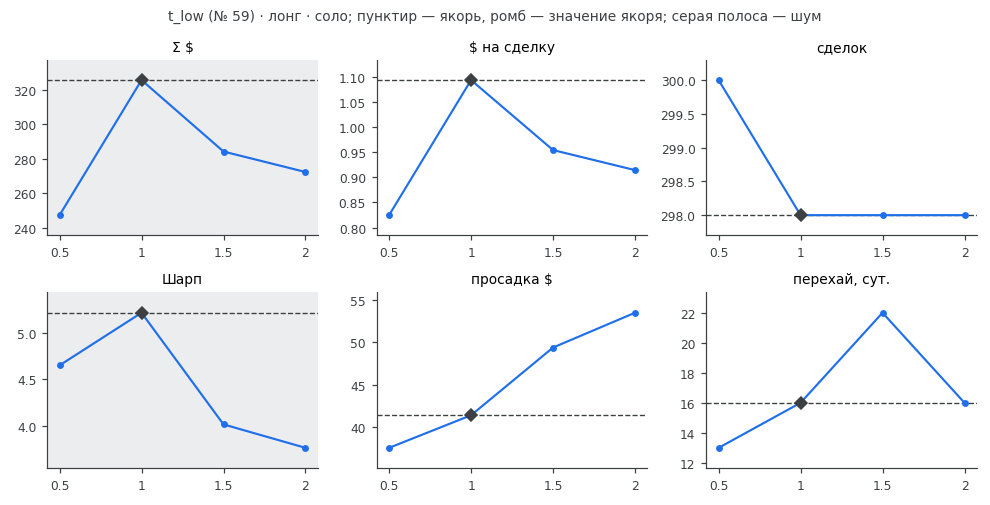 t_low (№ 59) · лонг · соло; пунктир — якорь, ромб — значение якоря; серая полоса — шум
Σ $
320
300
280
260
240
0.5 1 1.5 2
$ на сделку
1.10
1.05
1.00
0.95
0.90
0.85
0.80
0.5 1 1.5 2
сделок
300.0
299.5
299.0
298.5
298.0
0.5 1 1.5 2
Шарп
5.0
4.5
4.0
0.5 1 1.5 2
просадка $
55
50
45
40
0.5 1 1.5 2
перехай, сут.
22
20
18
16
14
12
0.5 1 1.5 2